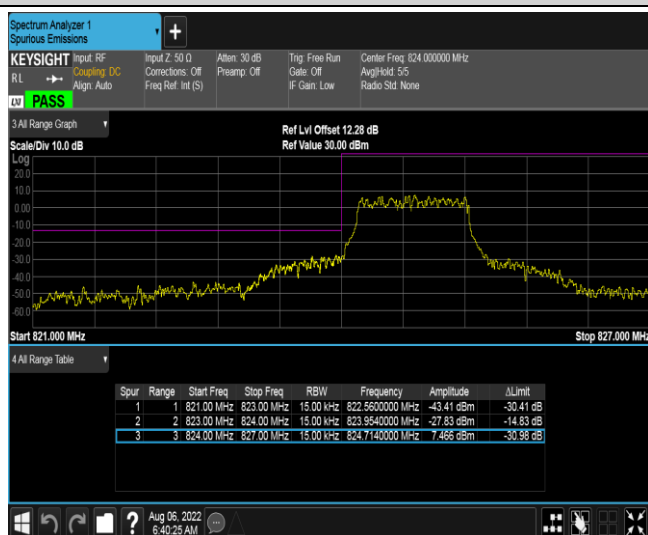 Spectrum Analyzer 1
Spurious Emissions
KEYSIGHT Input: RF Input Z: 50 Ω Atten: 30 dB Trig: Free Run Center Freq: 824.000000 MHz
Coupling: DC Corrections: Off Preamp: Off Gate: Off Avg|Hold: 5/5
RL Align: Auto Freq Ref: Int (S) IF Gain: Low Radio Std: None
LXI PASS
3 All Range Graph
Ref Lvl Offset 12.28 dB
Scale/Div 10.0 dB Ref Value 30.00 dBm
Log
20.0
10.0
0.00
-10.0
-20.0
-30.0
-40.0
-50.0
-60.0
Start 821.000 MHz Stop 827.000 MHz
4 All Range Table
Spur Range Start Freq Stop Freq RBW Frequency Amplitude ΔLimit
1 1 821.00 MHz 823.00 MHz 15.00 kHz 822.5600000 MHz -43.41 dBm -30.41 dB
2 2 823.00 MHz 824.00 MHz 15.00 kHz 823.9540000 MHz -27.83 dBm -14.83 dB
3 3 824.00 MHz 827.00 MHz 15.00 kHz 824.7140000 MHz 7.466 dBm -30.98 dB
? Aug 06, 2022
6:40:25 AM